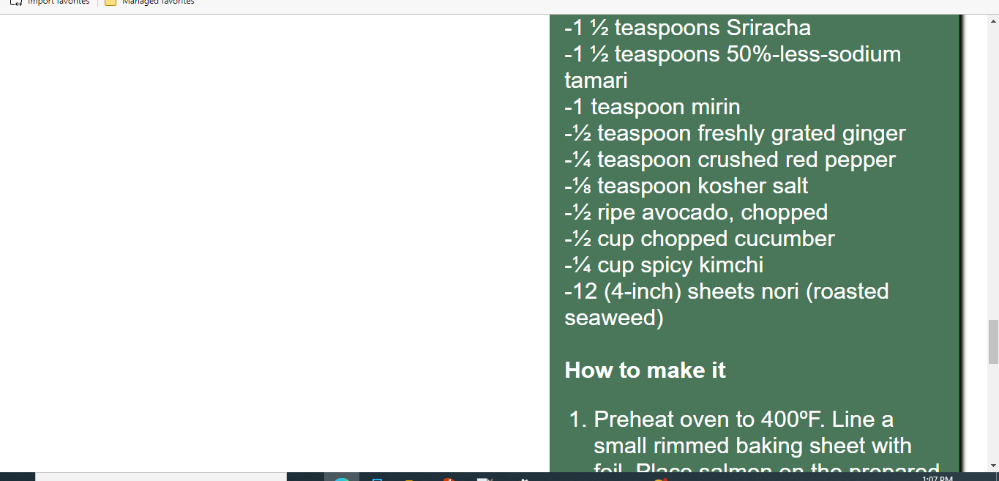 Import favorites
Managed favorites
-1 ½ teaspoons Sriracha
-1 ½ teaspoons 50%-less-sodium
tamari
-1 teaspoon mirin
-½ teaspoon freshly grated ginger
-¼ teaspoon crushed red pepper
-⅛ teaspoon kosher salt
-½ ripe avocado, chopped
-½ cup chopped cucumber
-¼ cup spicy kimchi
-12 (4-inch) sheets nori (roasted
seaweed)
How to make it
1. Preheat oven to 400ºF. Line a
small rimmed baking sheet with
foil. Place salmon on the prepared
1:07 PM